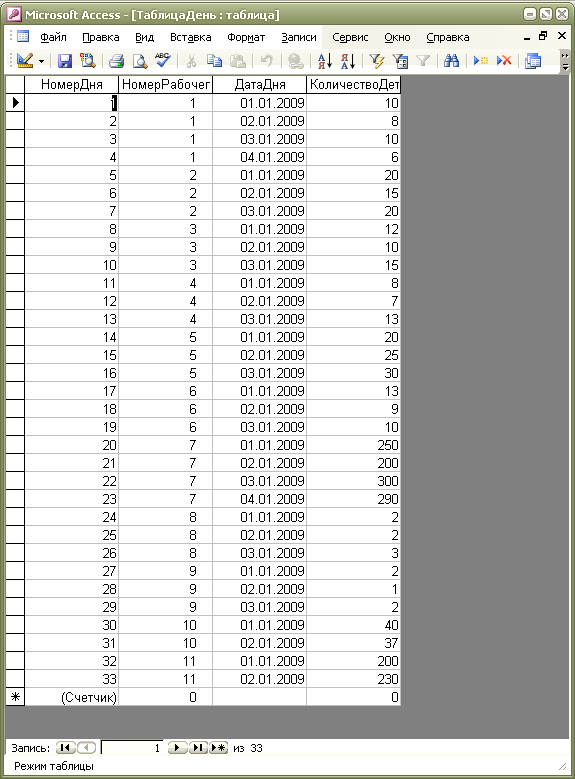 Microsoft Access - [ТаблицаДень : таблица]
Файл Правка Вид Вставка Формат Записи Сервис Окно Справка
НомерДня НомерРабочег ДатаДня КоличествоДет
1 1 01.01.2009 10
2 1 02.01.2009 8
3 1 03.01.2009 10
4 1 04.01.2009 6
5 2 01.01.2009 20
6 2 02.01.2009 15
7 2 03.01.2009 20
8 3 01.01.2009 12
9 3 02.01.2009 10
10 3 03.01.2009 15
11 4 01.01.2009 8
12 4 02.01.2009 7
13 4 03.01.2009 13
14 5 01.01.2009 20
15 5 02.01.2009 25
16 5 03.01.2009 30
17 6 01.01.2009 13
18 6 02.01.2009 9
19 6 03.01.2009 10
20 7 01.01.2009 250
21 7 02.01.2009 200
22 7 03.01.2009 300
23 7 04.01.2009 290
24 8 01.01.2009 2
25 8 02.01.2009 2
26 8 03.01.2009 3
27 9 01.01.2009 2
28 9 02.01.2009 1
29 9 03.01.2009 2
30 10 01.01.2009 40
31 10 02.01.2009 37
32 11 01.01.2009 200
33 11 02.01.2009 230
(Счетчик) 0 0
Запись: 1 из 33
Режим таблицы